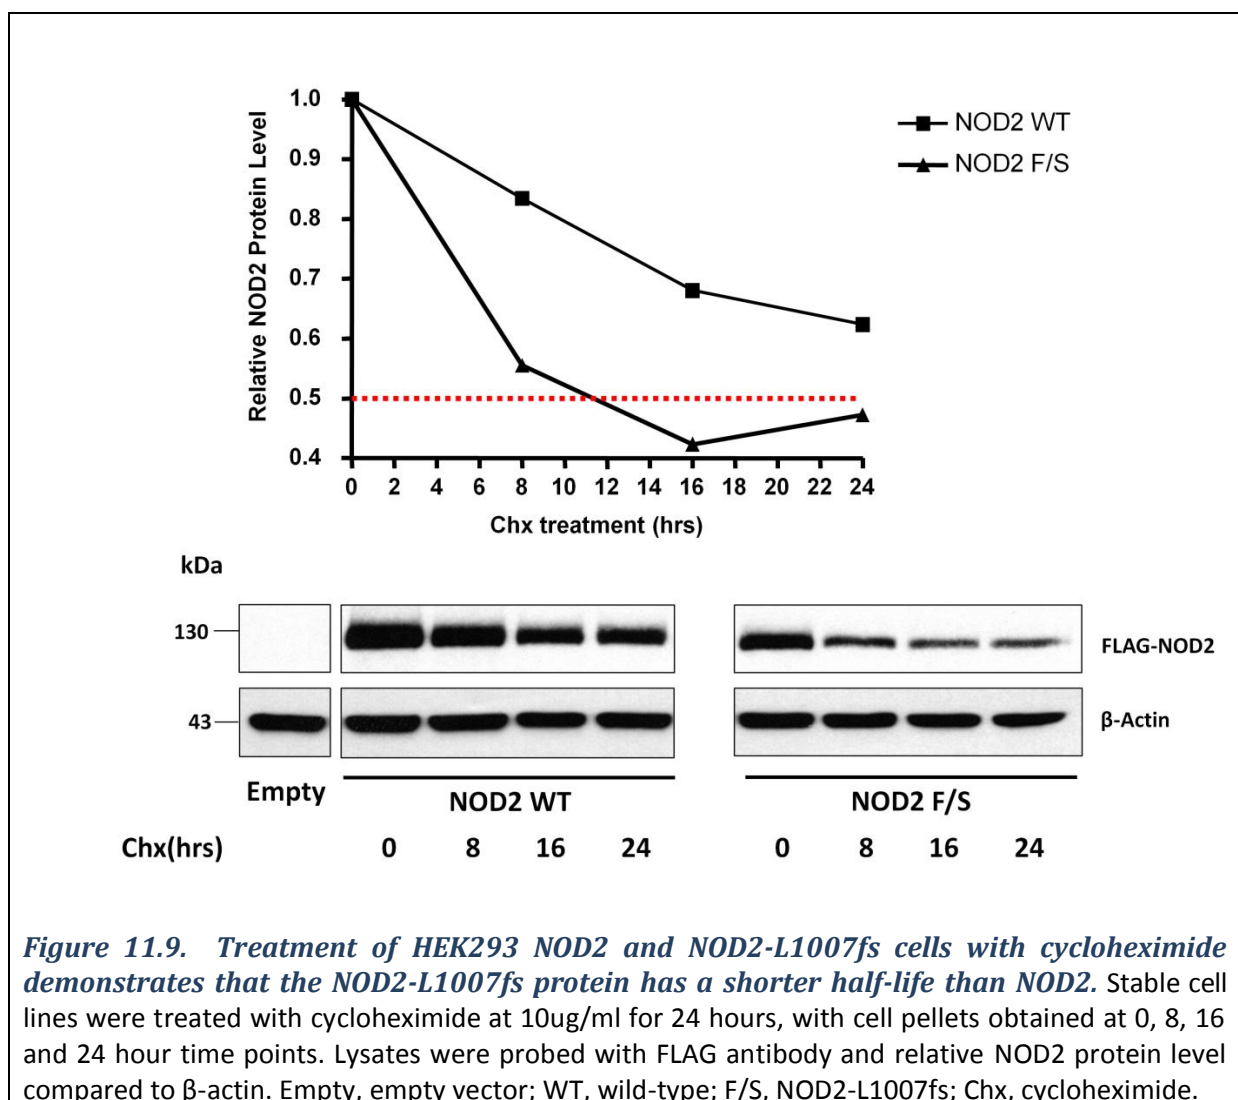 1.0
0.9
0.8
0.7
0.6
0.5
0.4
Relative NOD2 Protein Level
NOD2 WT
NOD2 F/S
0 2 4 6 8 10 12 14 16 18 20 22 24
Chx treatment (hrs)
kDa
130
FLAG-NOD2
43
β-Actin
Empty
NOD2 WT
NOD2 F/S
Chx(hrs) 0 8 16 24 0 8 16 24
Figure 11.9. Treatment of HEK293 NOD2 and NOD2-L1007fs cells with cycloheximide
demonstrates that the NOD2-L1007fs protein has a shorter half-life than NOD2. Stable cell
lines were treated with cycloheximide at 10ug/ml for 24 hours, with cell pellets obtained at 0, 8, 16
and 24 hour time points. Lysates were probed with FLAG antibody and relative NOD2 protein level
compared to β-actin. Empty, empty vector; WT, wild-type; F/S, NOD2-L1007fs; Chx, cycloheximide.